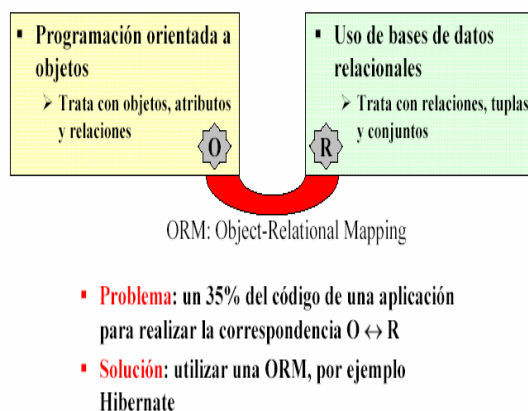 ▪ Programación orientada a
objetos
➢ Trata con objetos, atributos
y relaciones
O
▪ Uso de bases de datos
relacionales
➢ Trata con relaciones, tuplas
y conjuntos
R
ORM: Object-Relational Mapping
▪ Problema: un 35% del código de una aplicación
para realizar la correspondencia O ↔ R
▪ Solución: utilizar una ORM, por ejemplo
Hibernate